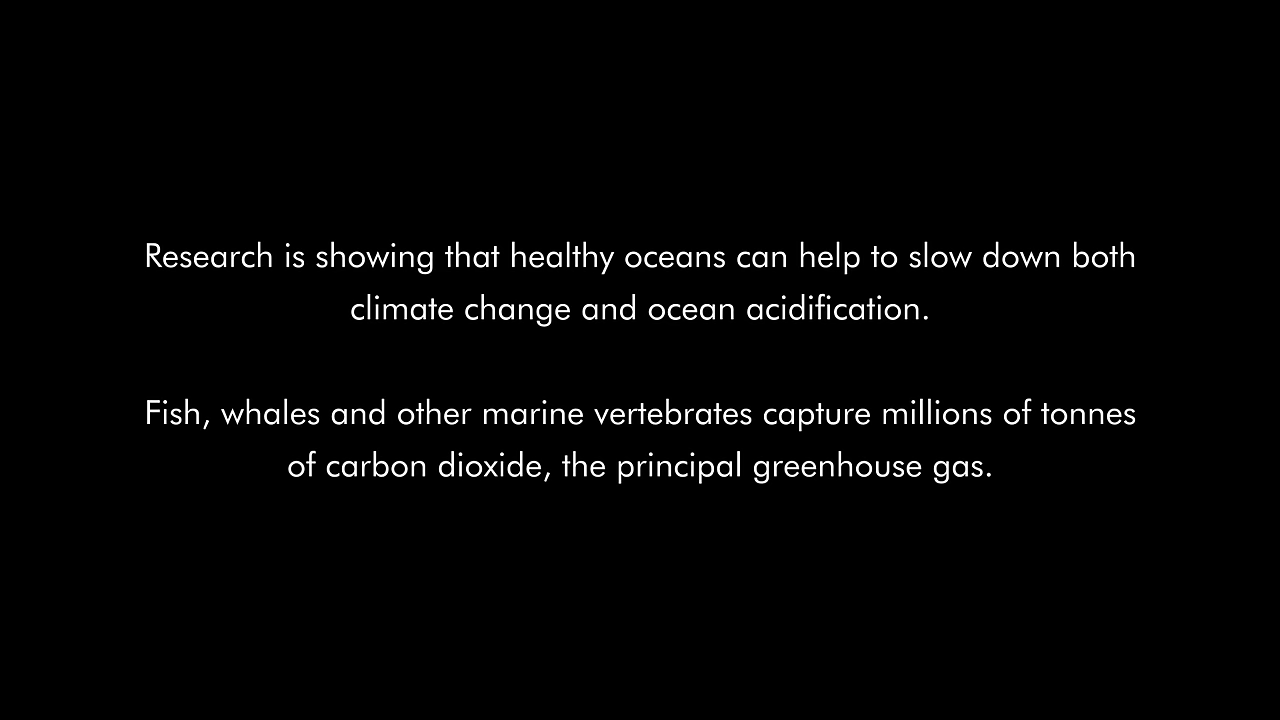 Research is showing that healthy oceans can help to slow down both
climate change and ocean acidification.
Fish, whales and other marine vertebrates capture millions of tonnes
of carbon dioxide, the principal greenhouse gas.